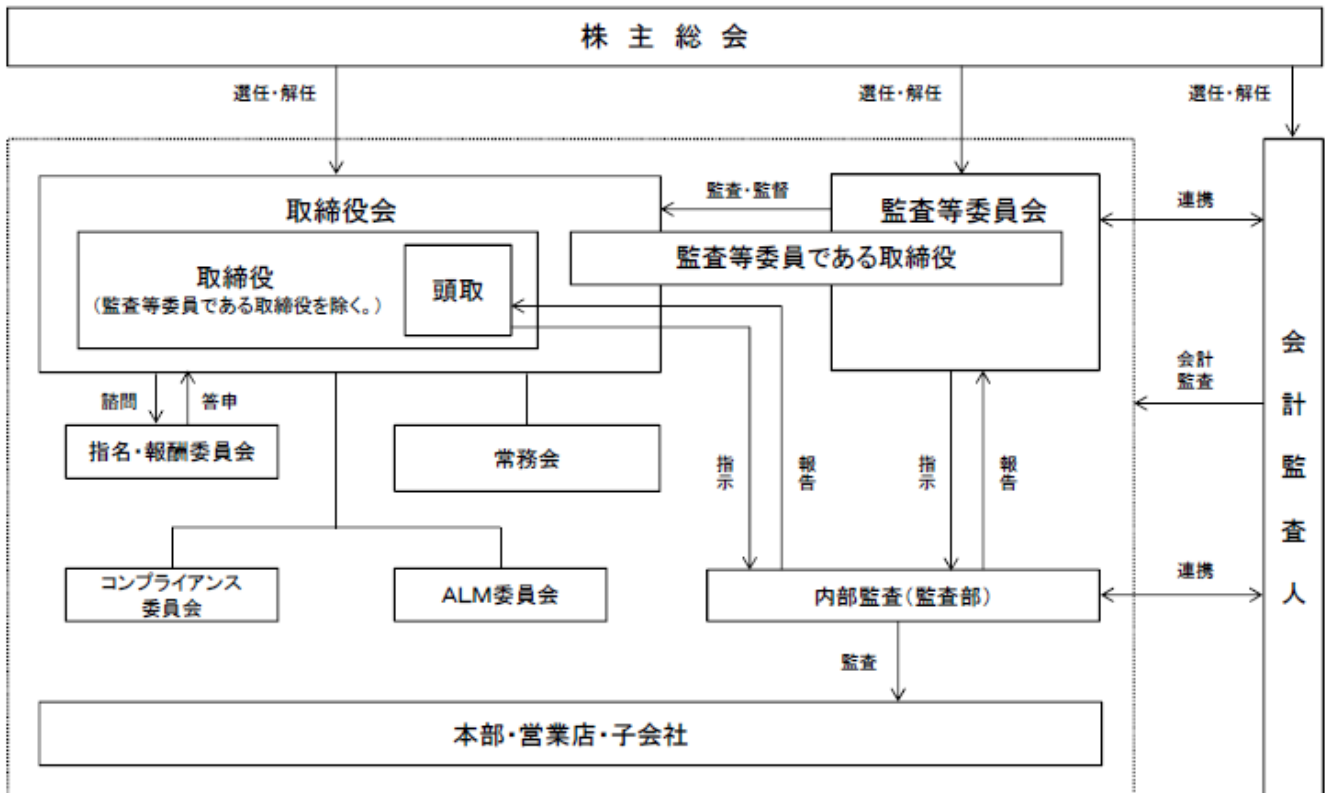 株 主 総 会
選任・解任
選任・解任
選任・解任
取締役会
監査・監督
監査等委員会
連携
監査等委員である取締役
取締役
(監査等委員である取締役を除く。)
頭取
会計
監査
会計監査人
諮問
答申
指名・報酬委員会
常務会
指示
報告
指示
報告
コンプライアンス
委員会
ALM委員会
内部監査(監査部)
連携
監査
本部・営業店・子会社